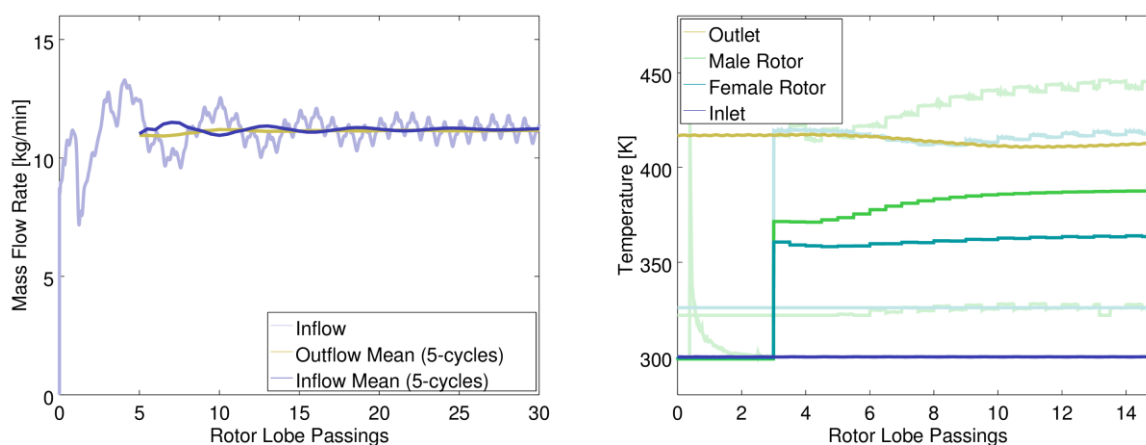 15
10
5
0
Mass Flow Rate [kg/min]
Inflow
Outflow Mean (5-cycles)
Inflow Mean (5-cycles)
0 5 10 15 20 25 30
Rotor Lobe Passings
450
400
350
300
Temperature [K]
Outlet
Male Rotor
Female Rotor
Inlet
0 2 4 6 8 10 12 14
Rotor Lobe Passings